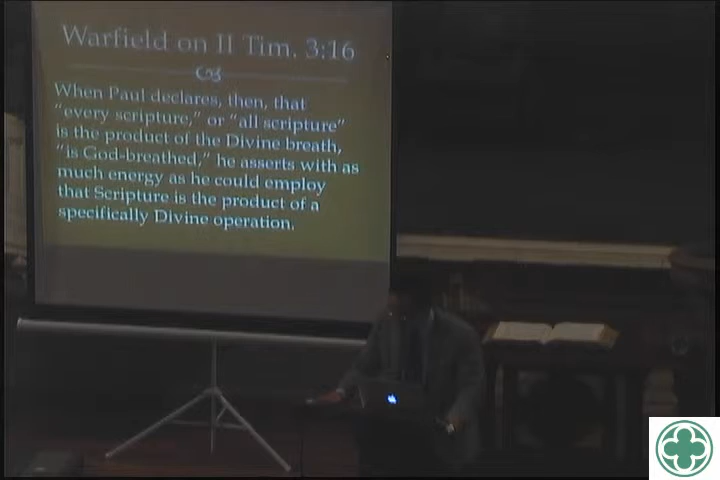 Warfield on II Tim. 3:16
When Paul declares, then, that
“every scripture,” or “all scripture”
is the product of the Divine breath,
“is God-breathed,” he asserts with as
much energy as he could employ
that Scripture is the product of a
specifically Divine operation.